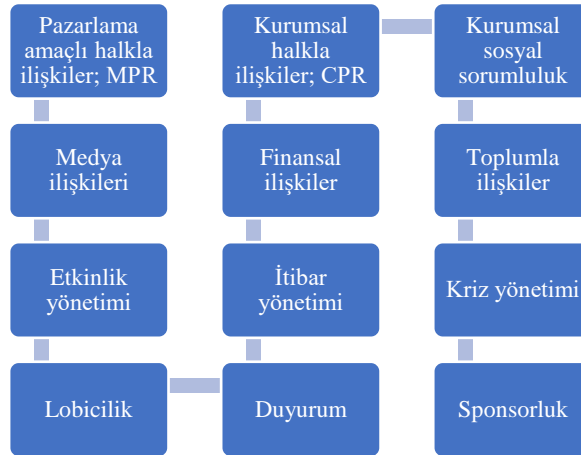 Pazarlama
amaçlı halkla
ilişkiler; MPR
Medya
ilişkileri
Etkinlik
yönetimi
Lobicilik
Duyurum
İtibar
yönetimi
Finansal
ilişkiler
Kurumsal
halkla
ilişkiler; CPR
Kurumsal
sosyal
sorumluluk
Toplumla
ilişkiler
Kriz yönetimi
Sponsorluk